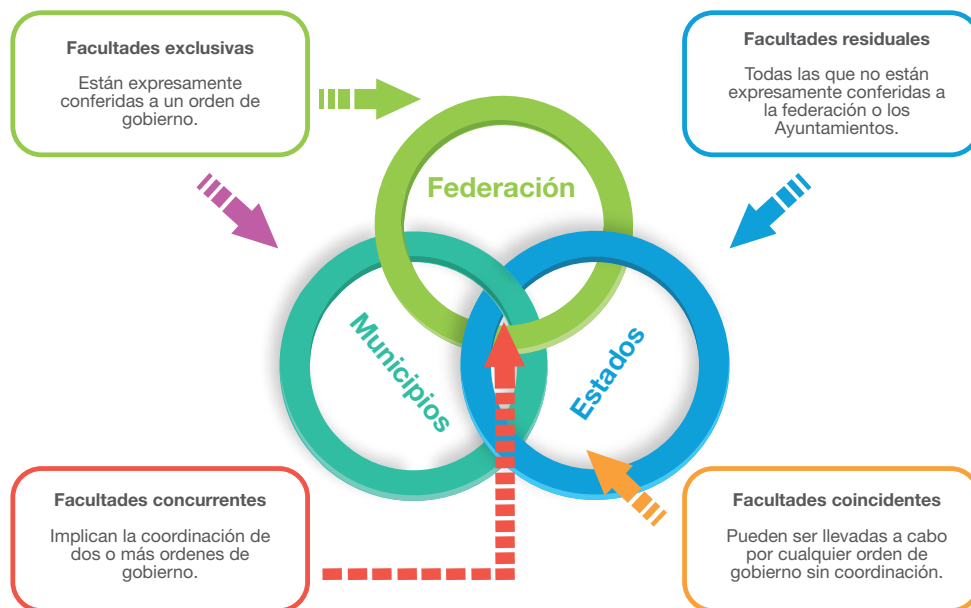 Facultades exclusivas
Están expresamente
conferidas a un orden de
gobierno.
Facultades residuales
Todas las que no están
expresamente conferidas a
la federación o los
Ayuntamientos.
Federación
Municipios
Estados
Facultades concurrentes
Implican la coordinación de
dos o más ordenes de
gobierno.
Facultades coincidentes
Pueden ser llevadas a cabo
por cualquier orden de
gobierno sin coordinación.